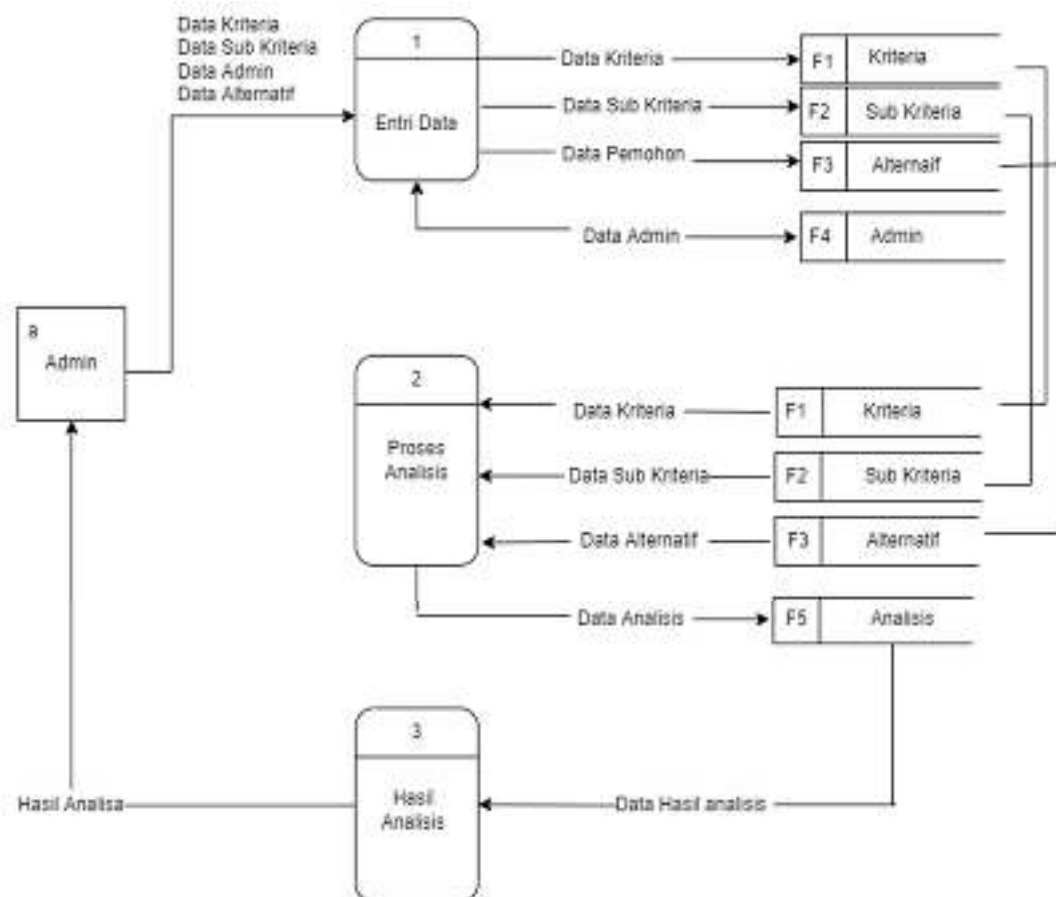 Data Kriteria
Data Sub Kriteria
Data Admin
Data Alternatif
1
Entri Data
Data Kriteria
F1
Kriteria
Data Sub Kriteria
F2
Sub Kriteria
Data Pemohon
F3
Alternaif
Data Admin
F4
Admin
a
Admin
2
Proses
Analisis
Data Kriteria
F1
Kriteria
Data Sub Kriteria
F2
Sub Kriteria
Data Alternatif
F3
Alternatif
Data Analisis
F5
Analisis
3
Hasil
Analisis
Hasil Analisa
Data Hasil analisis